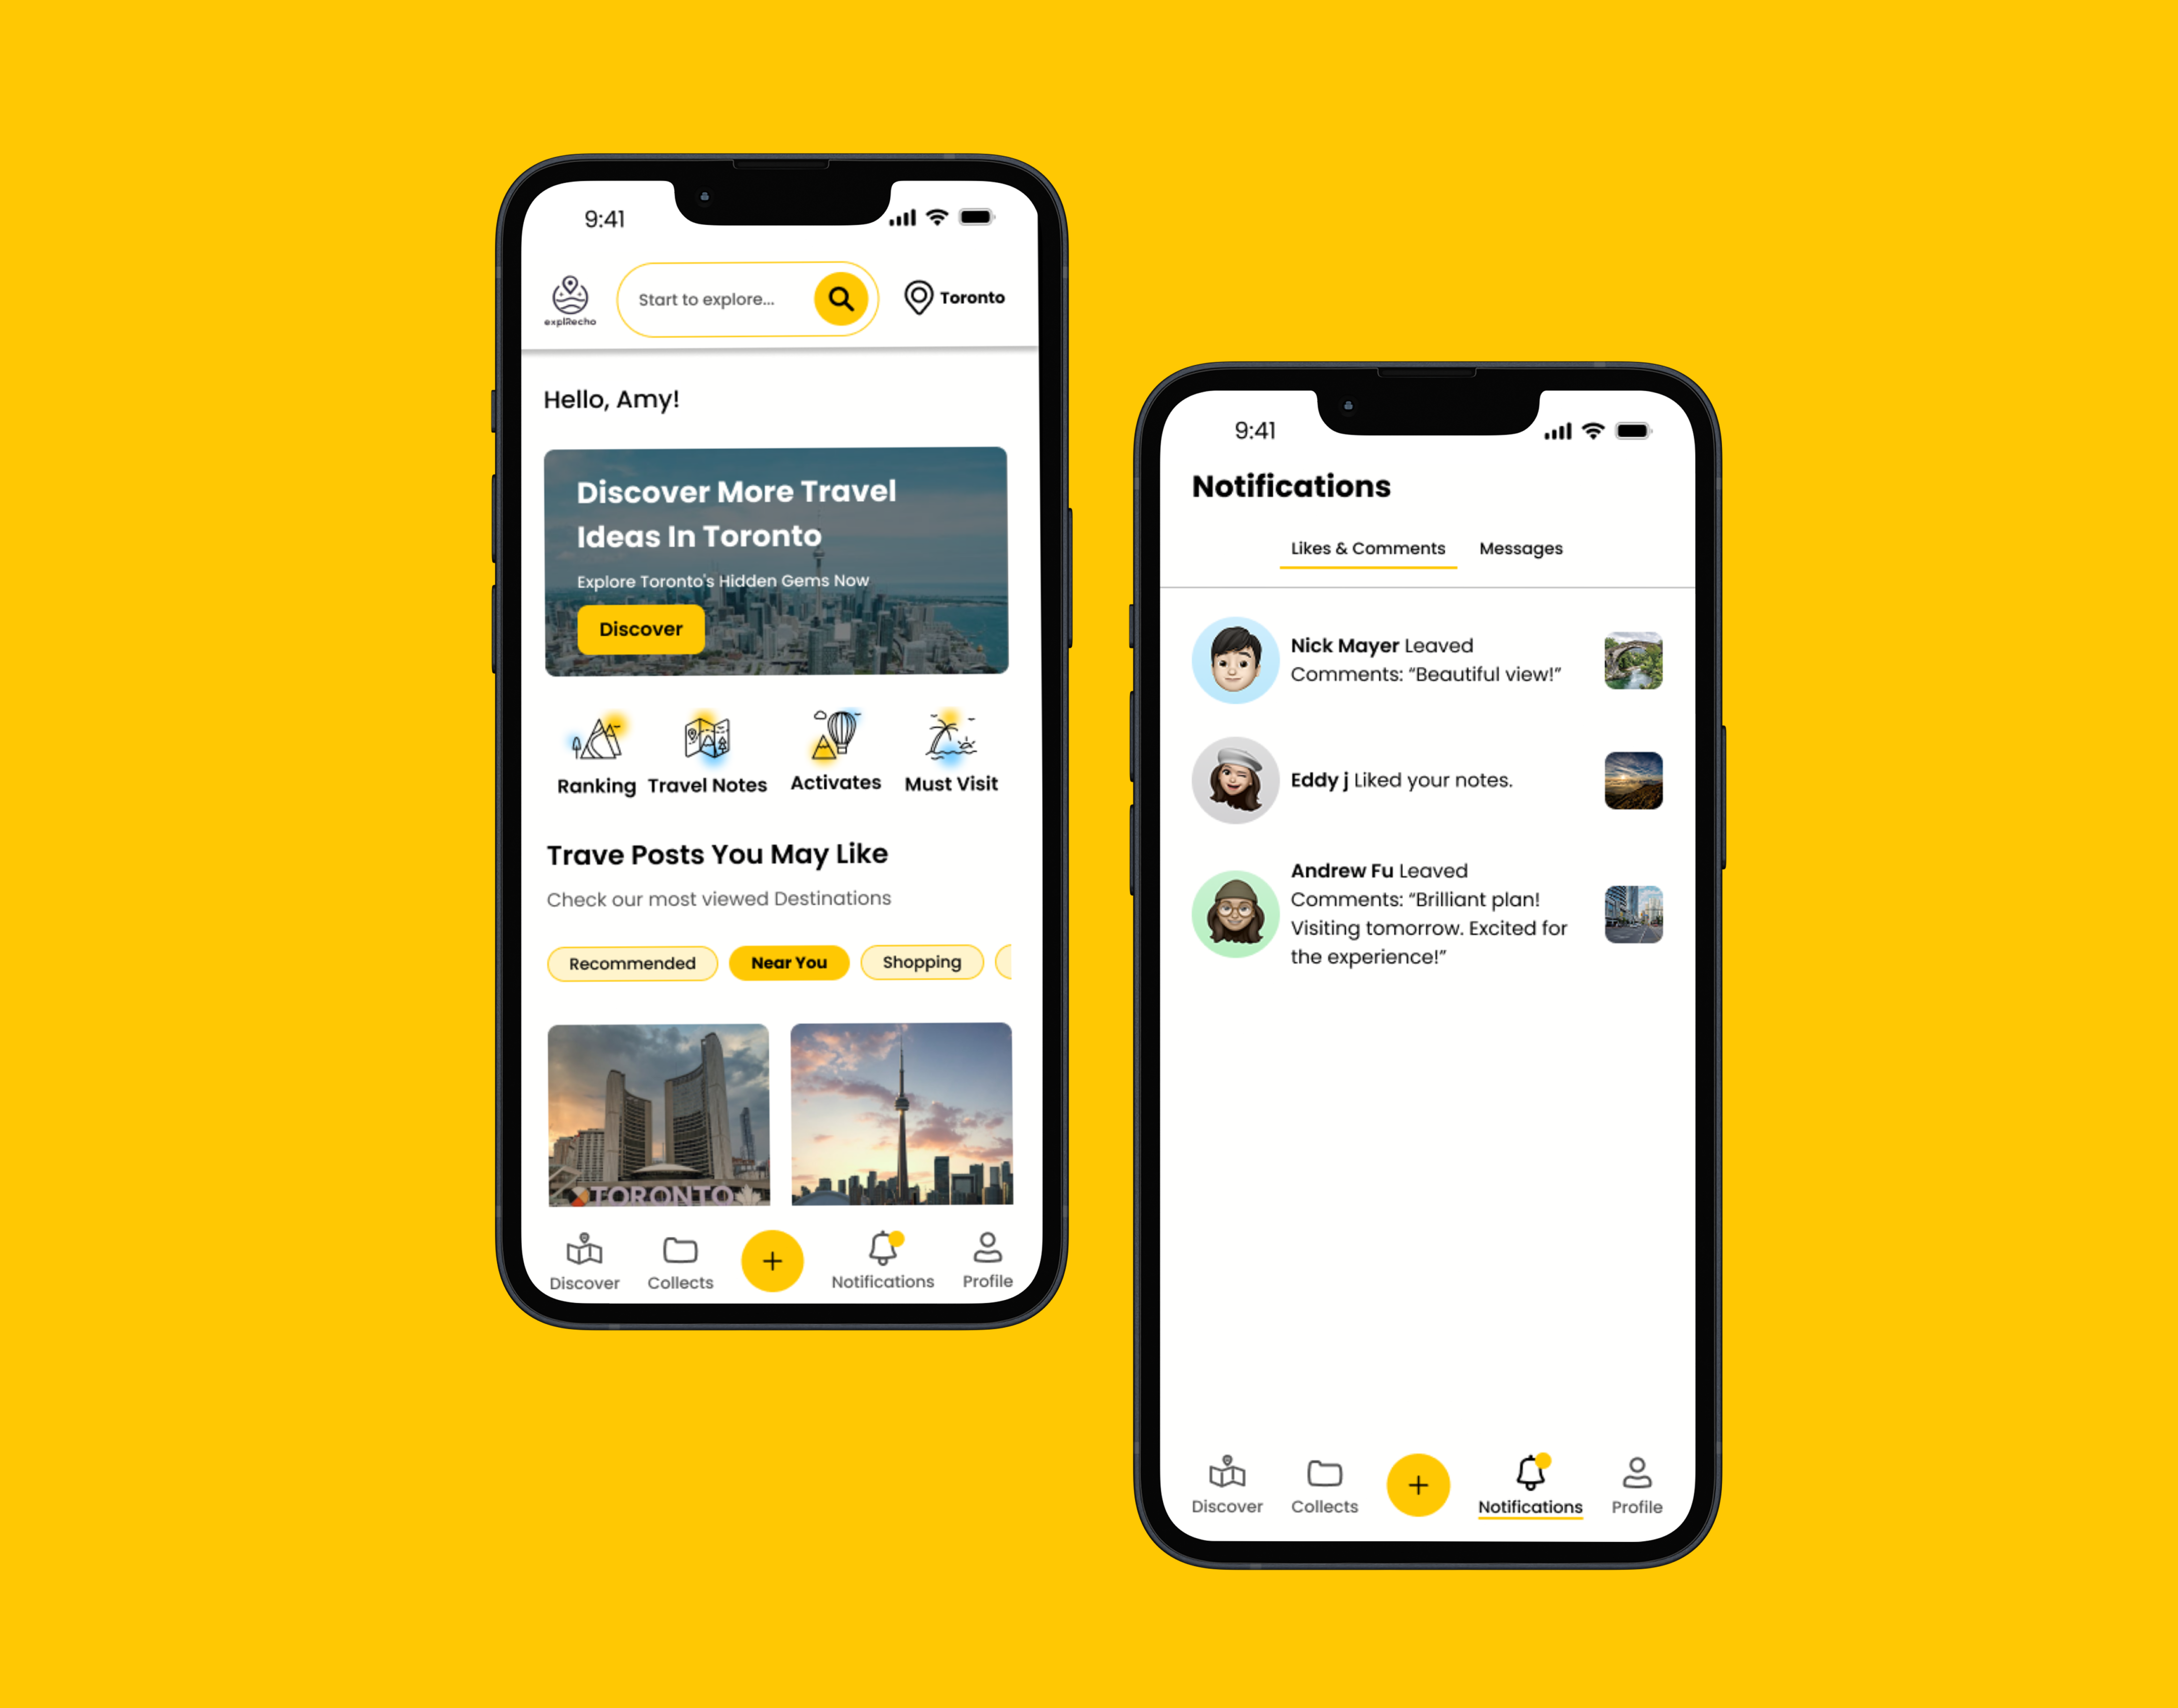 9:41
explRecho
Start to explore...
Toronto
Hello, Amy!
Discover More Travel
Ideas In Toronto
Explore Toronto's Hidden Gems Now
Discover
Ranking
Travel Notes
Activates
Must Visit
Trave Posts You May Like
Check our most viewed Destinations
Recommended
Near You
Shopping
TORONTO
Discover
Collects
+
Notifications
Profile
9:41
Notifications
Likes & Comments
Messages
Nick Mayer Leaved
Comments: “Beautiful view!”
Eddy j Liked your notes.
Andrew Fu Leaved
Comments: “Brilliant plan!
Visiting tomorrow. Excited for
the experience!”
Discover
Collects
+
Notifications
Profile